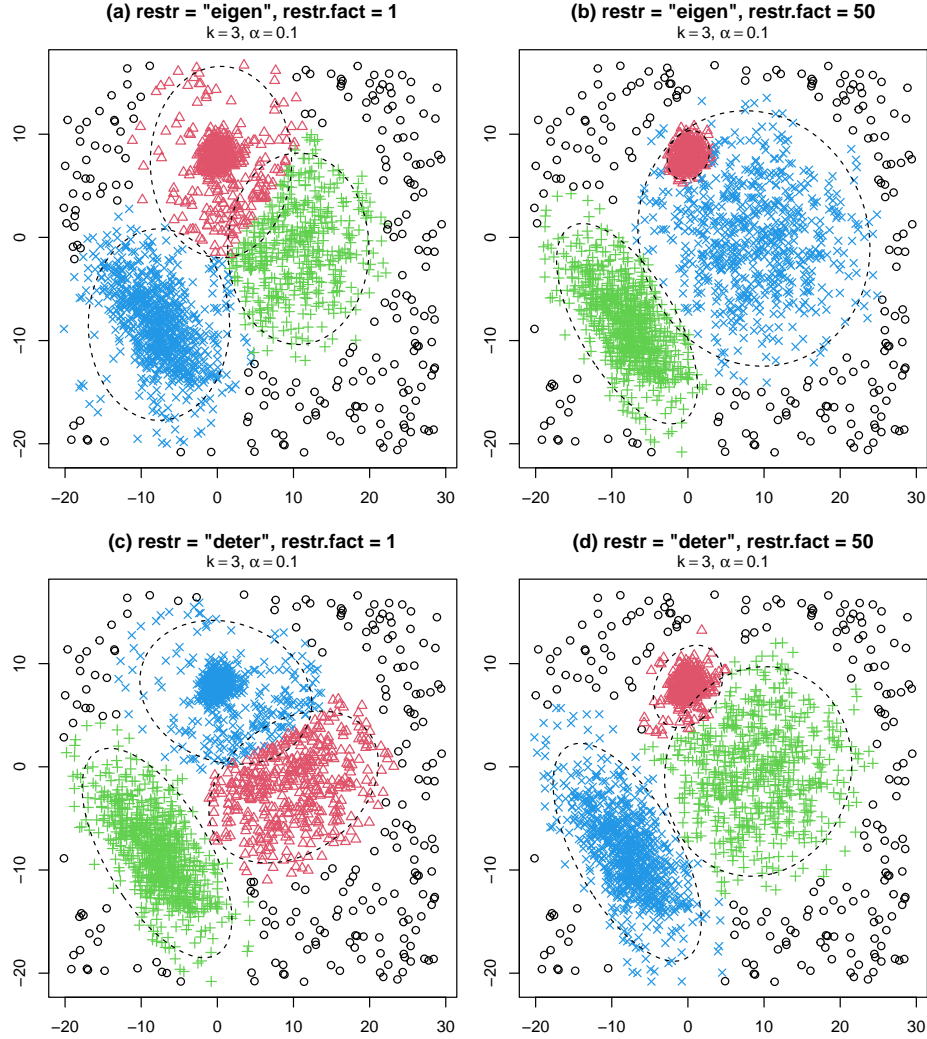 (a) restr = "eigen", restr.fact = 1
k = 3, α = 0.1
10
0
−10
−20
−20 −10 0 10 20 30
(b) restr = "eigen", restr.fact = 50
k = 3, α = 0.1
10
0
−10
−20
−20 −10 0 10 20 30
(c) restr = "deter", restr.fact = 1
k = 3, α = 0.1
10
0
−10
−20
−20 −10 0 10 20 30
(d) restr = "deter", restr.fact = 50
k = 3, α = 0.1
10
0
−10
−20
−20 −10 0 10 20 30